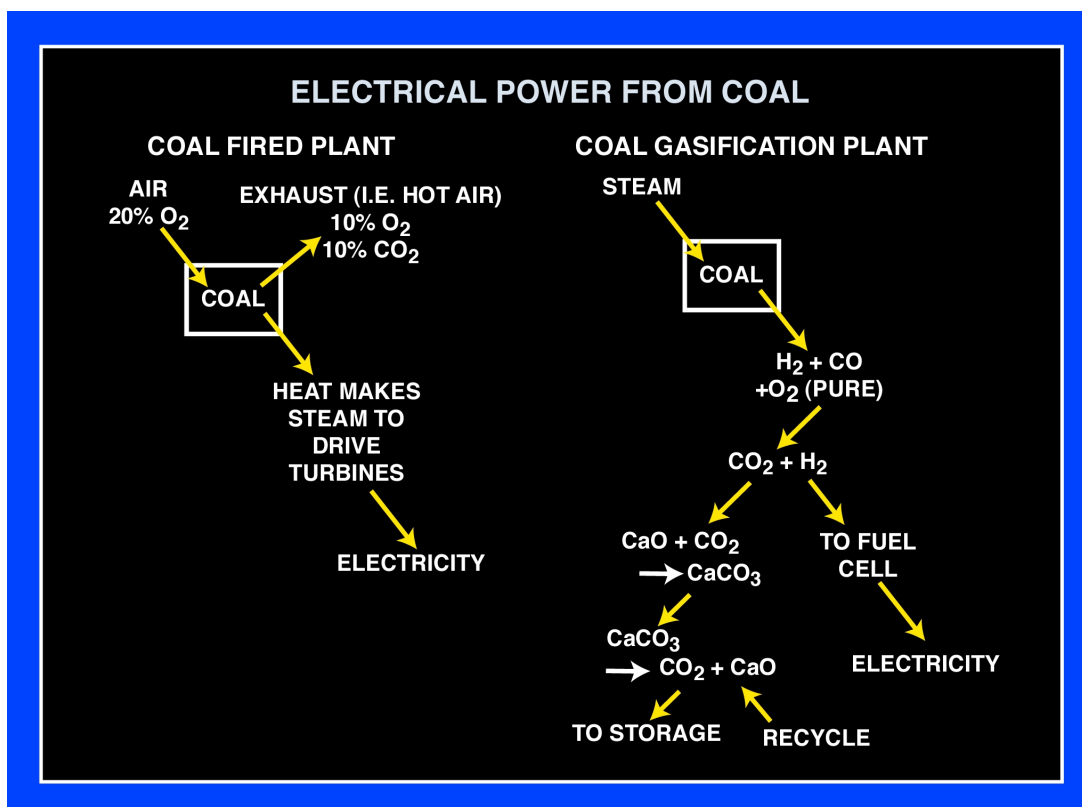 ELECTRICAL POWER FROM COAL
COAL FIRED PLANT
AIR
20% O₂
EXHAUST (I.E. HOT AIR)
10% O₂
10% CO₂
COAL
HEAT MAKES
STEAM TO
DRIVE
TURBINES
ELECTRICITY
COAL GASIFICATION PLANT
STEAM
COAL
H₂ + CO
+O₂ (PURE)
CO₂ + H₂
CaO + CO₂
→ CaCO₃
CaCO₃
→ CO₂ + CaO
TO STORAGE
RECYCLE
TO FUEL
CELL
ELECTRICITY